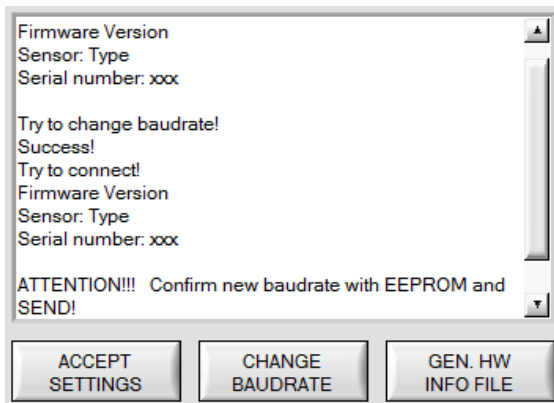 Firmware Version
Sensor: Type
Serial number: xxx
Try to change baudrate!
Success!
Try to connect!
Firmware Version
Sensor: Type
Serial number: xxx
ATTENTION!!!   Confirm new baudrate with EEPROM and
SEND!
ACCEPT
SETTINGS
CHANGE
BAUDRATE
GEN. HW
INFO FILE